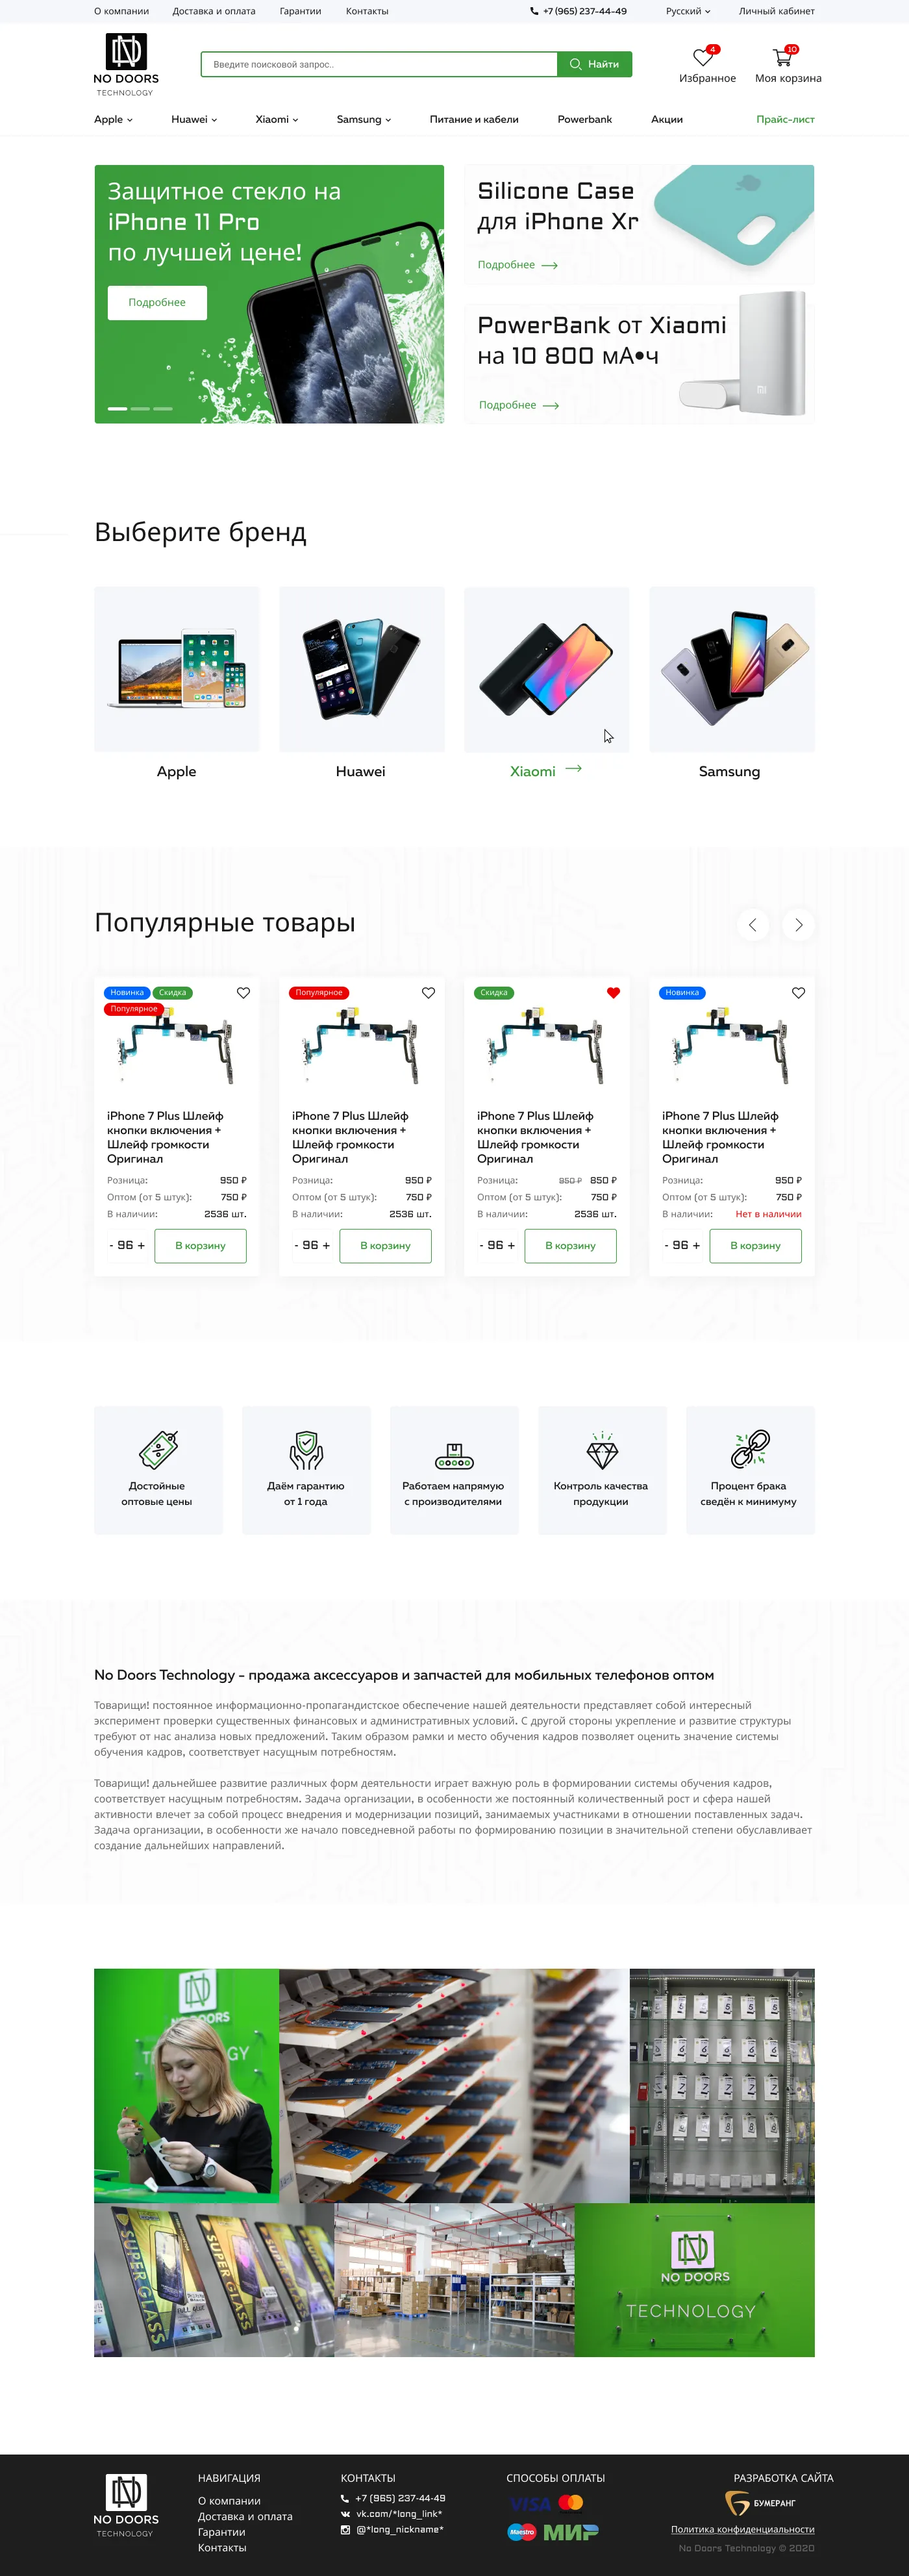 О компании
Доставка и оплата
Гарантии
Контакты
+7 (965) 237-44-49
Русский
Личный кабинет
NO DOORS
TECHNOLOGY
Введите поисковой запрос..
Найти
4
Избранное
10
Моя корзина
Apple
Huawei
Xiaomi
Samsung
Питание и кабели
Powerbank
Акции
Прайс-лист
Защитное стекло на
iPhone 11 Pro
по лучшей цене!
Подробнее
Silicone Case
для iPhone Xr
Подробнее
PowerBank от Xiaomi
на 10 800 мА•ч
Подробнее
MI
Выберите бренд
Apple
Huawei
Xiaomi
Samsung
Популярные товары
Новинка
Скидка
Популярное
iPhone 7 Plus Шлейф
кнопки включения +
Шлейф громкости
Оригинал
Розница: 950 ₽
Оптом (от 5 штук): 750 ₽
В наличии: 2536 шт.
- 96 +
В корзину
Популярное
iPhone 7 Plus Шлейф
кнопки включения +
Шлейф громкости
Оригинал
Розница: 950 ₽
Оптом (от 5 штук): 750 ₽
В наличии: 2536 шт.
- 96 +
В корзину
Скидка
iPhone 7 Plus Шлейф
кнопки включения +
Шлейф громкости
Оригинал
Розница: 950 ₽ 850 ₽
Оптом (от 5 штук): 750 ₽
В наличии: 2536 шт.
- 96 +
В корзину
Новинка
iPhone 7 Plus Шлейф
кнопки включения +
Шлейф громкости
Оригинал
Розница: 950 ₽
Оптом (от 5 штук): 750 ₽
В наличии: Нет в наличии
- 96 +
В корзину
Достойные
оптовые цены
Даём гарантию
от 1 года
Работаем напрямую
с производителями
Контроль качества
продукции
Процент брака
сведён к минимуму
No Doors Technology - продажа аксессуаров и запчастей для мобильных телефонов оптом
Товарищи! постоянное информационно-пропагандистское обеспечение нашей деятельности представляет собой интересный
эксперимент проверки существенных финансовых и административных условий. С другой стороны укрепление и развитие структуры
требуют от нас анализа новых предложений. Таким образом рамки и место обучения кадров позволяет оценить значение системы
обучения кадров, соответствует насущным потребностям.
Товарищи! дальнейшее развитие различных форм деятельности играет важную роль в формировании системы обучения кадров,
соответствует насущным потребностям. Задача организации, в особенности же постоянный количественный рост и сфера нашей
активности влечет за собой процесс внедрения и модернизации позиций, занимаемых участниками в отношении поставленных задач.
Задача организации, в особенности же начало повседневной работы по формированию позиции в значительной степени обуславливает
создание дальнейших направлений.
NO DOORS
SUPER GLASS
SUPER GLASS
NO DOORS
TECHNOLOGY
NO DOORS
TECHNOLOGY
НАВИГАЦИЯ
О компании
Доставка и оплата
Гарантии
Контакты
КОНТАКТЫ
+7 (965) 237-44-49
vk.com/*long_link*
@*long_nickname*
СПОСОБЫ ОПЛАТЫ
VISA
Maestro
МИР
РАЗРАБОТКА САЙТА
БУМЕРАНГ
Политика конфиденциальности
No Doors Technology © 2020